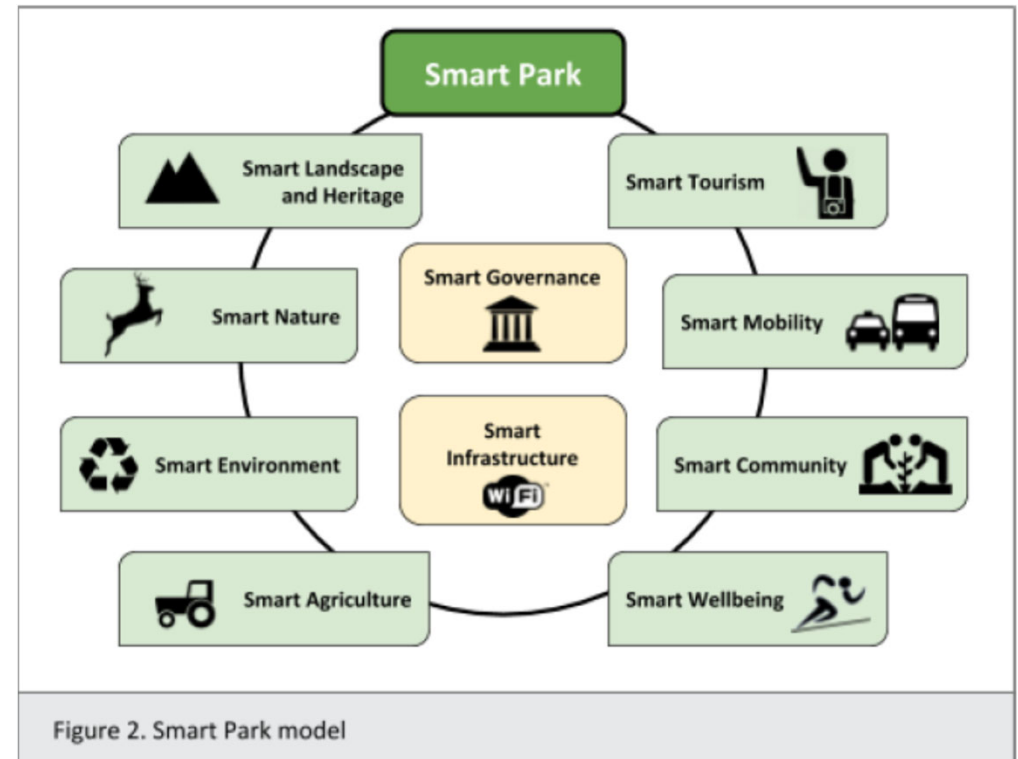 Smart Park
Smart Landscape
and Heritage
Smart Tourism
Smart Governance
Smart Nature
Smart Mobility
Smart
Infrastructure
WiFi
Smart Environment
Smart Community
Smart Agriculture
Smart Wellbeing
Figure 2. Smart Park model